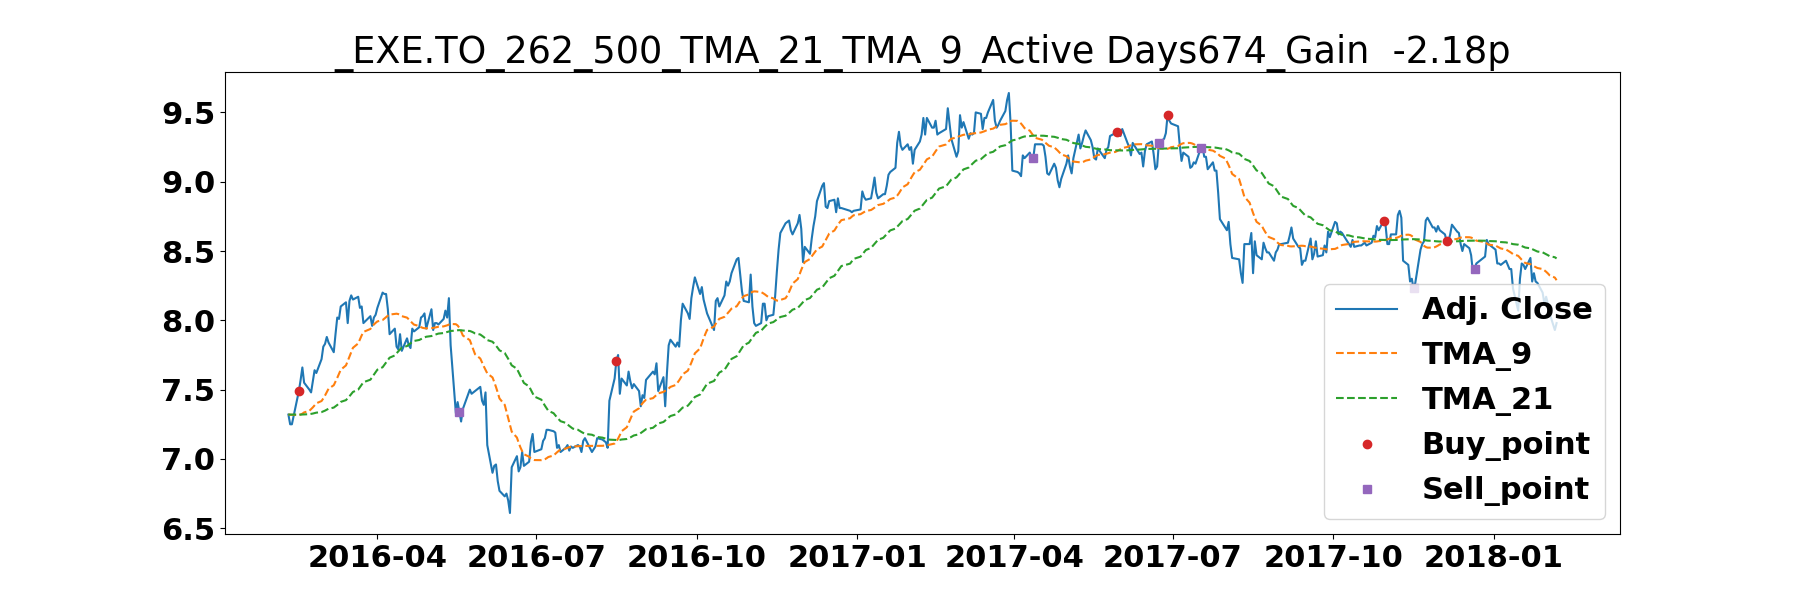 _EXE.TO_262_500_TMA_21_TMA_9_Active Days674_Gain  -2.18p
9.5
9.0
8.5
8.0
7.5
7.0
6.5
Adj. Close
TMA_9
TMA_21
Buy_point
Sell_point
2016-04 2016-07 2016-10 2017-01 2017-04 2017-07 2017-10 2018-01